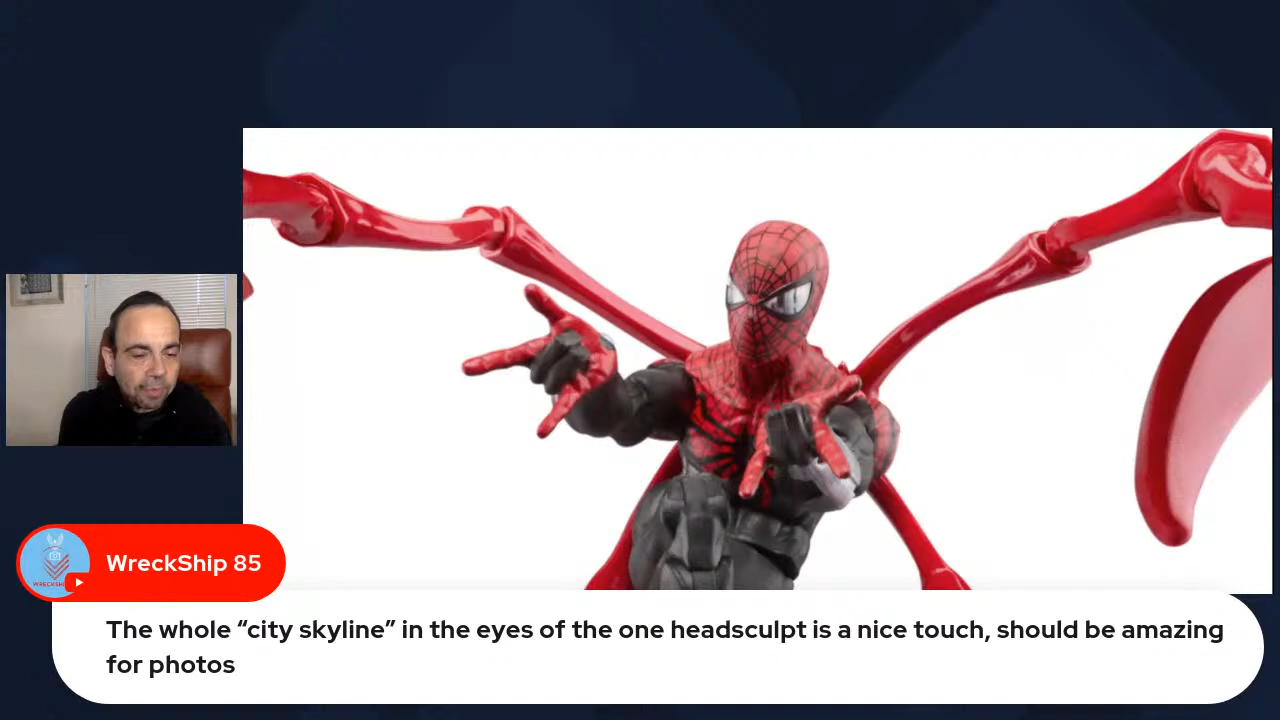 WreckShip 85
The whole “city skyline” in the eyes of the one headsculpt is a nice touch, should be amazing
for photos